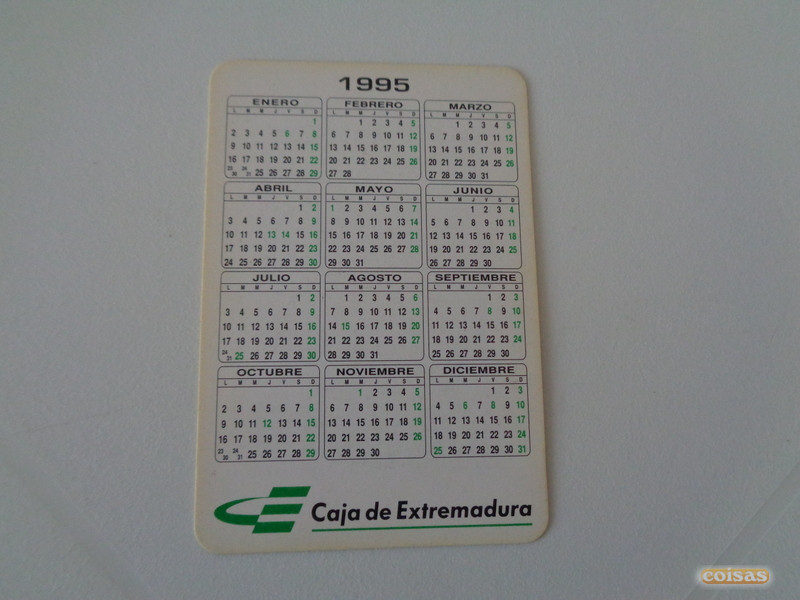 1995
ENERO
L M M J V S D
1
2 3 4 5 6 7 8
9 10 11 12 13 14 15
16 17 18 19 20 21 22
23 30 24 31 25 26 27 28 29
FEBRERO
L M M J V S D
1 2 3 4 5
6 7 8 9 10 11 12
13 14 15 16 17 18 19
20 21 22 23 24 25 26
27 28
MARZO
L M M J V S D
1 2 3 4 5
6 7 8 9 10 11 12
13 14 15 16 17 18 19
20 21 22 23 24 25 26
27 28 29 30 31
ABRIL
L M M J V S D
1 2
3 4 5 6 7 8 9
10 11 12 13 14 15 16
17 18 19 20 21 22 23
24 25 26 27 28 29 30
MAYO
L M M J V S D
1 2 3 4 5 6 7
8 9 10 11 12 13 14
15 16 17 18 19 20 21
22 23 24 25 26 27 28
29 30 31
JUNIO
L M M J V S D
1 2 3 4
5 6 7 8 9 10 11
12 13 14 15 16 17 18
19 20 21 22 23 24 25
26 27 28 29 30
JULIO
L M M J V S D
1 2
3 4 5 6 7 8 9
10 11 12 13 14 15 16
17 18 19 20 21 22 23
24 31 25 26 27 28 29 30
AGOSTO
L M M J V S D
1 2 3 4 5 6
7 8 9 10 11 12 13
14 15 16 17 18 19 20
21 22 23 24 25 26 27
28 29 30 31
SEPTIEMBRE
L M M J V S D
1 2 3
4 5 6 7 8 9 10
11 12 13 14 15 16 17
18 19 20 21 22 23 24
25 26 27 28 29 30
OCTUBRE
L M M J V S D
1
2 3 4 5 6 7 8
9 10 11 12 13 14 15
16 17 18 19 20 21 22
23 30 24 31 25 26 27 28 29
NOVIEMBRE
L M M J V S D
1 2 3 4 5
6 7 8 9 10 11 12
13 14 15 16 17 18 19
20 21 22 23 24 25 26
27 28 29 30
DICIEMBRE
L M M J V S D
1 2 3
4 5 6 7 8 9 10
11 12 13 14 15 16 17
18 19 20 21 22 23 24
25 26 27 28 29 30 31
Caja de Extremadura
coisas